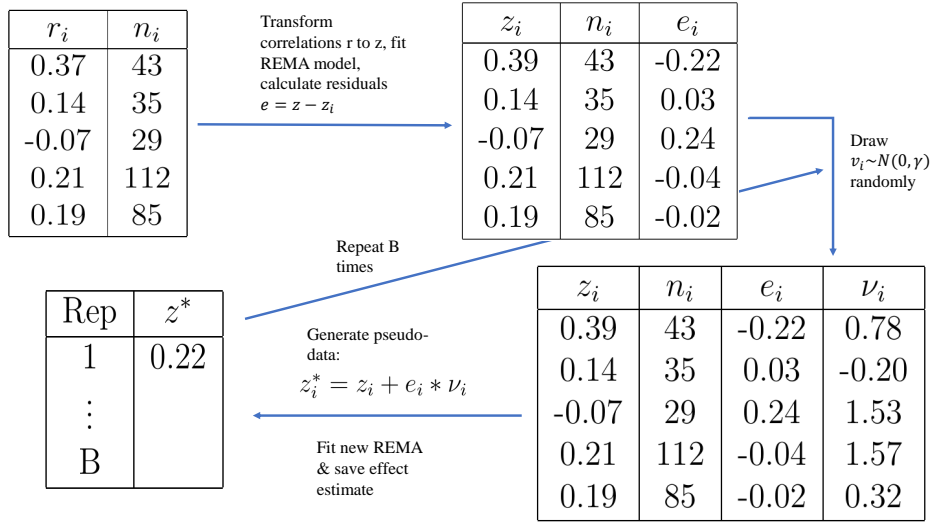 r_i n_i
0.37 43
0.14 35
-0.07 29
0.21 112
0.19 85
Transform
correlations r to z, fit
REMA model,
calculate residuals
e = z − z_i
z_i n_i e_i
0.39 43 -0.22
0.14 35 0.03
-0.07 29 0.24
0.21 112 -0.04
0.19 85 -0.02
Draw
v_i~N(0, γ)
randomly
z_i n_i e_i ν_i
0.39 43 -0.22 0.78
0.14 35 0.03 -0.20
-0.07 29 0.24 1.53
0.21 112 -0.04 1.57
0.19 85 -0.02 0.32
Generate pseudo-
data:
z_i^* = z_i + e_i * ν_i
Fit new REMA
& save effect
estimate
Rep z^*
1 0.22
⋮
B
Repeat B
times